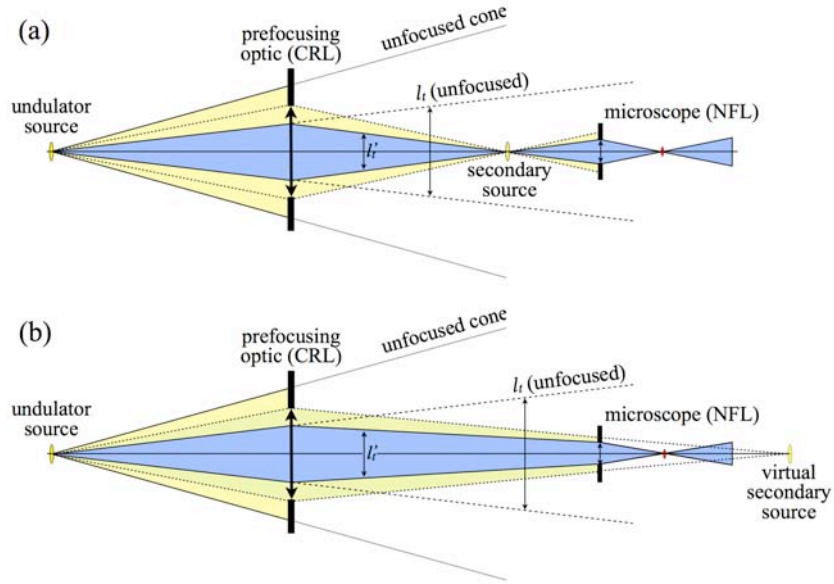 (a)
prefocusing
optic (CRL)
unfocused cone
undulator
source
l_t (unfocused)
microscope (NFL)
l_t'
secondary
source
(b)
prefocusing
optic (CRL)
unfocused cone
undulator
source
l_t (unfocused)
microscope (NFL)
l_t'
virtual
secondary
source